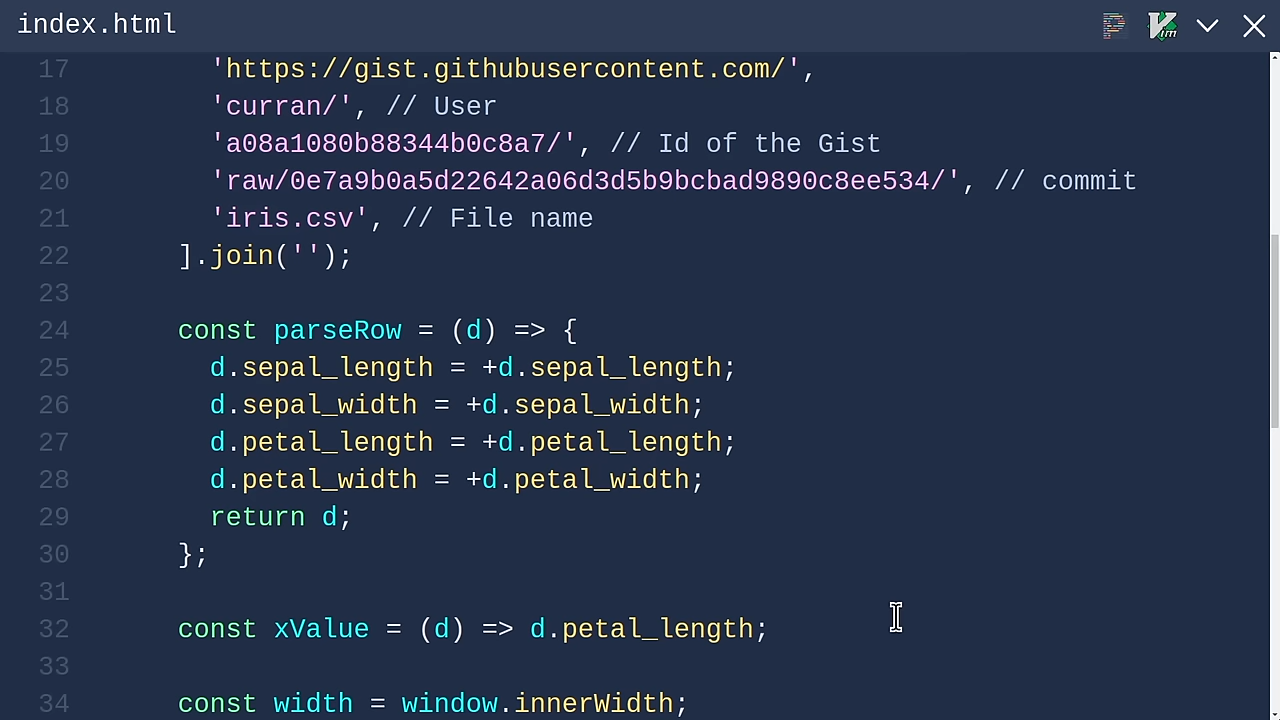 index.html
17 'https://gist.githubusercontent.com/',
18 'curran/', // User
19 'a08a1080b88344b0c8a7/', // Id of the Gist
20 'raw/0e7a9b0a5d22642a06d3d5b9bcbad9890c8ee534/', // commit
21 'iris.csv', // File name
22 ].join('');
23
24 const parseRow = (d) => {
25 d.sepal_length = +d.sepal_length;
26 d.sepal_width = +d.sepal_width;
27 d.petal_length = +d.petal_length;
28 d.petal_width = +d.petal_width;
29 return d;
30 };
31
32 const xValue = (d) => d.petal_length;
33
34 const width = window.innerWidth;